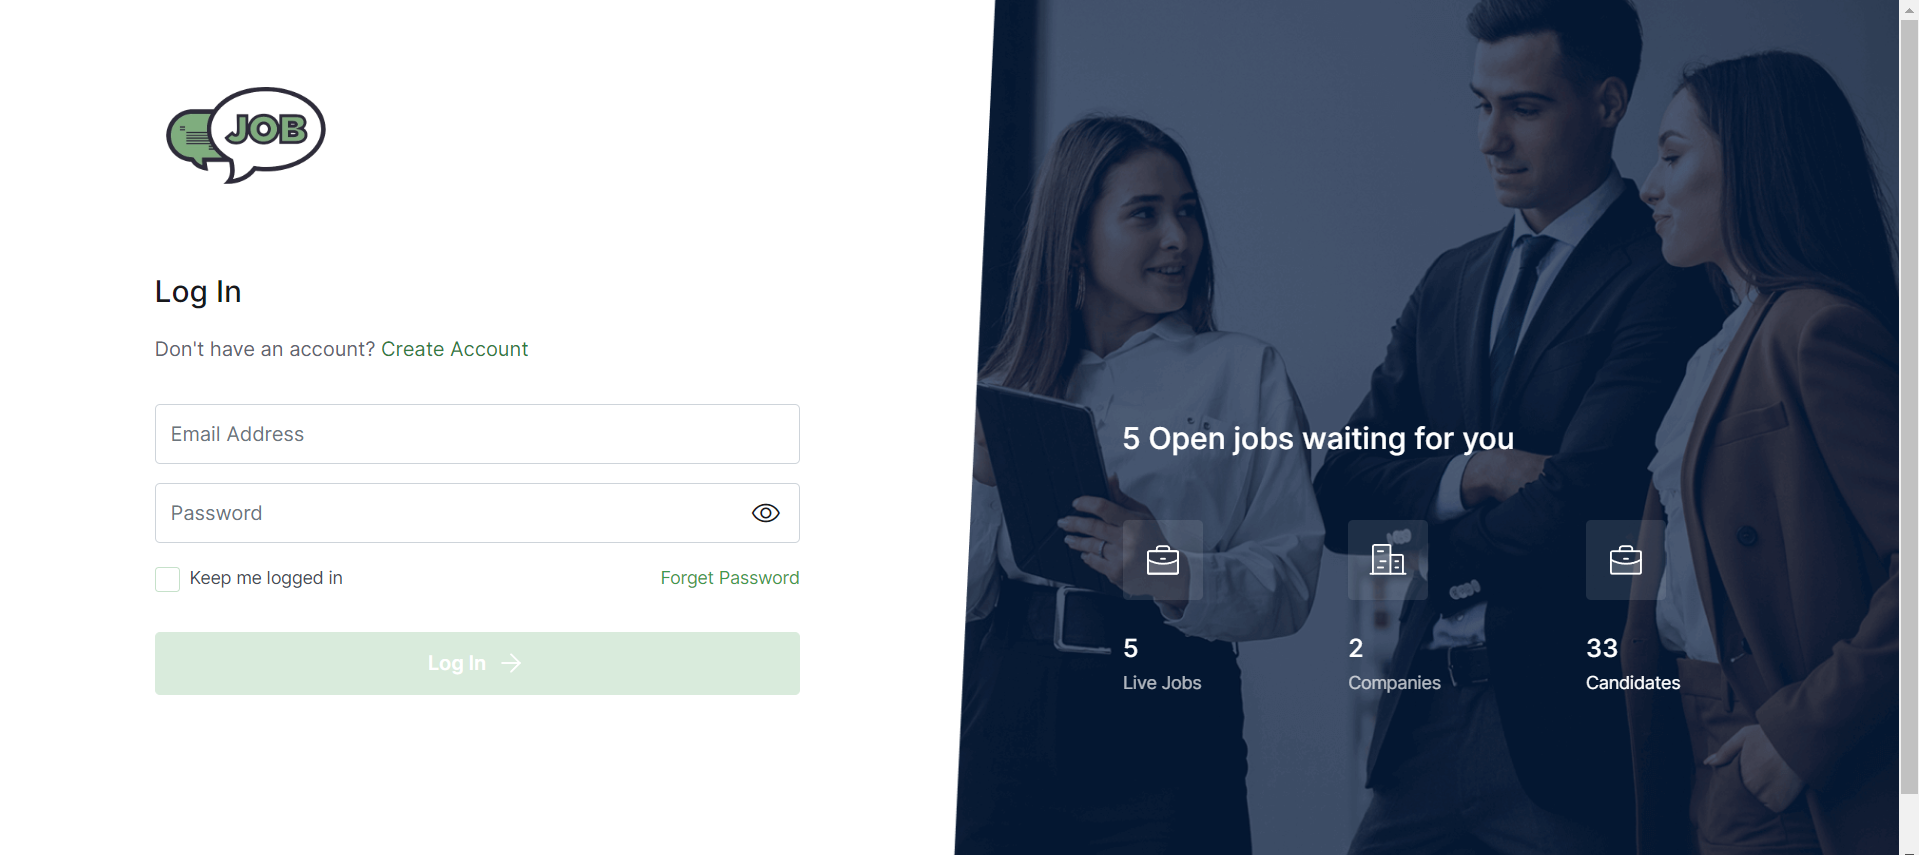 JOB
Log In
Don't have an account? Create Account
Email Address
Password
Keep me logged in
Forget Password
Log In
5 Open jobs waiting for you
5
Live Jobs
2
Companies
33
Candidates